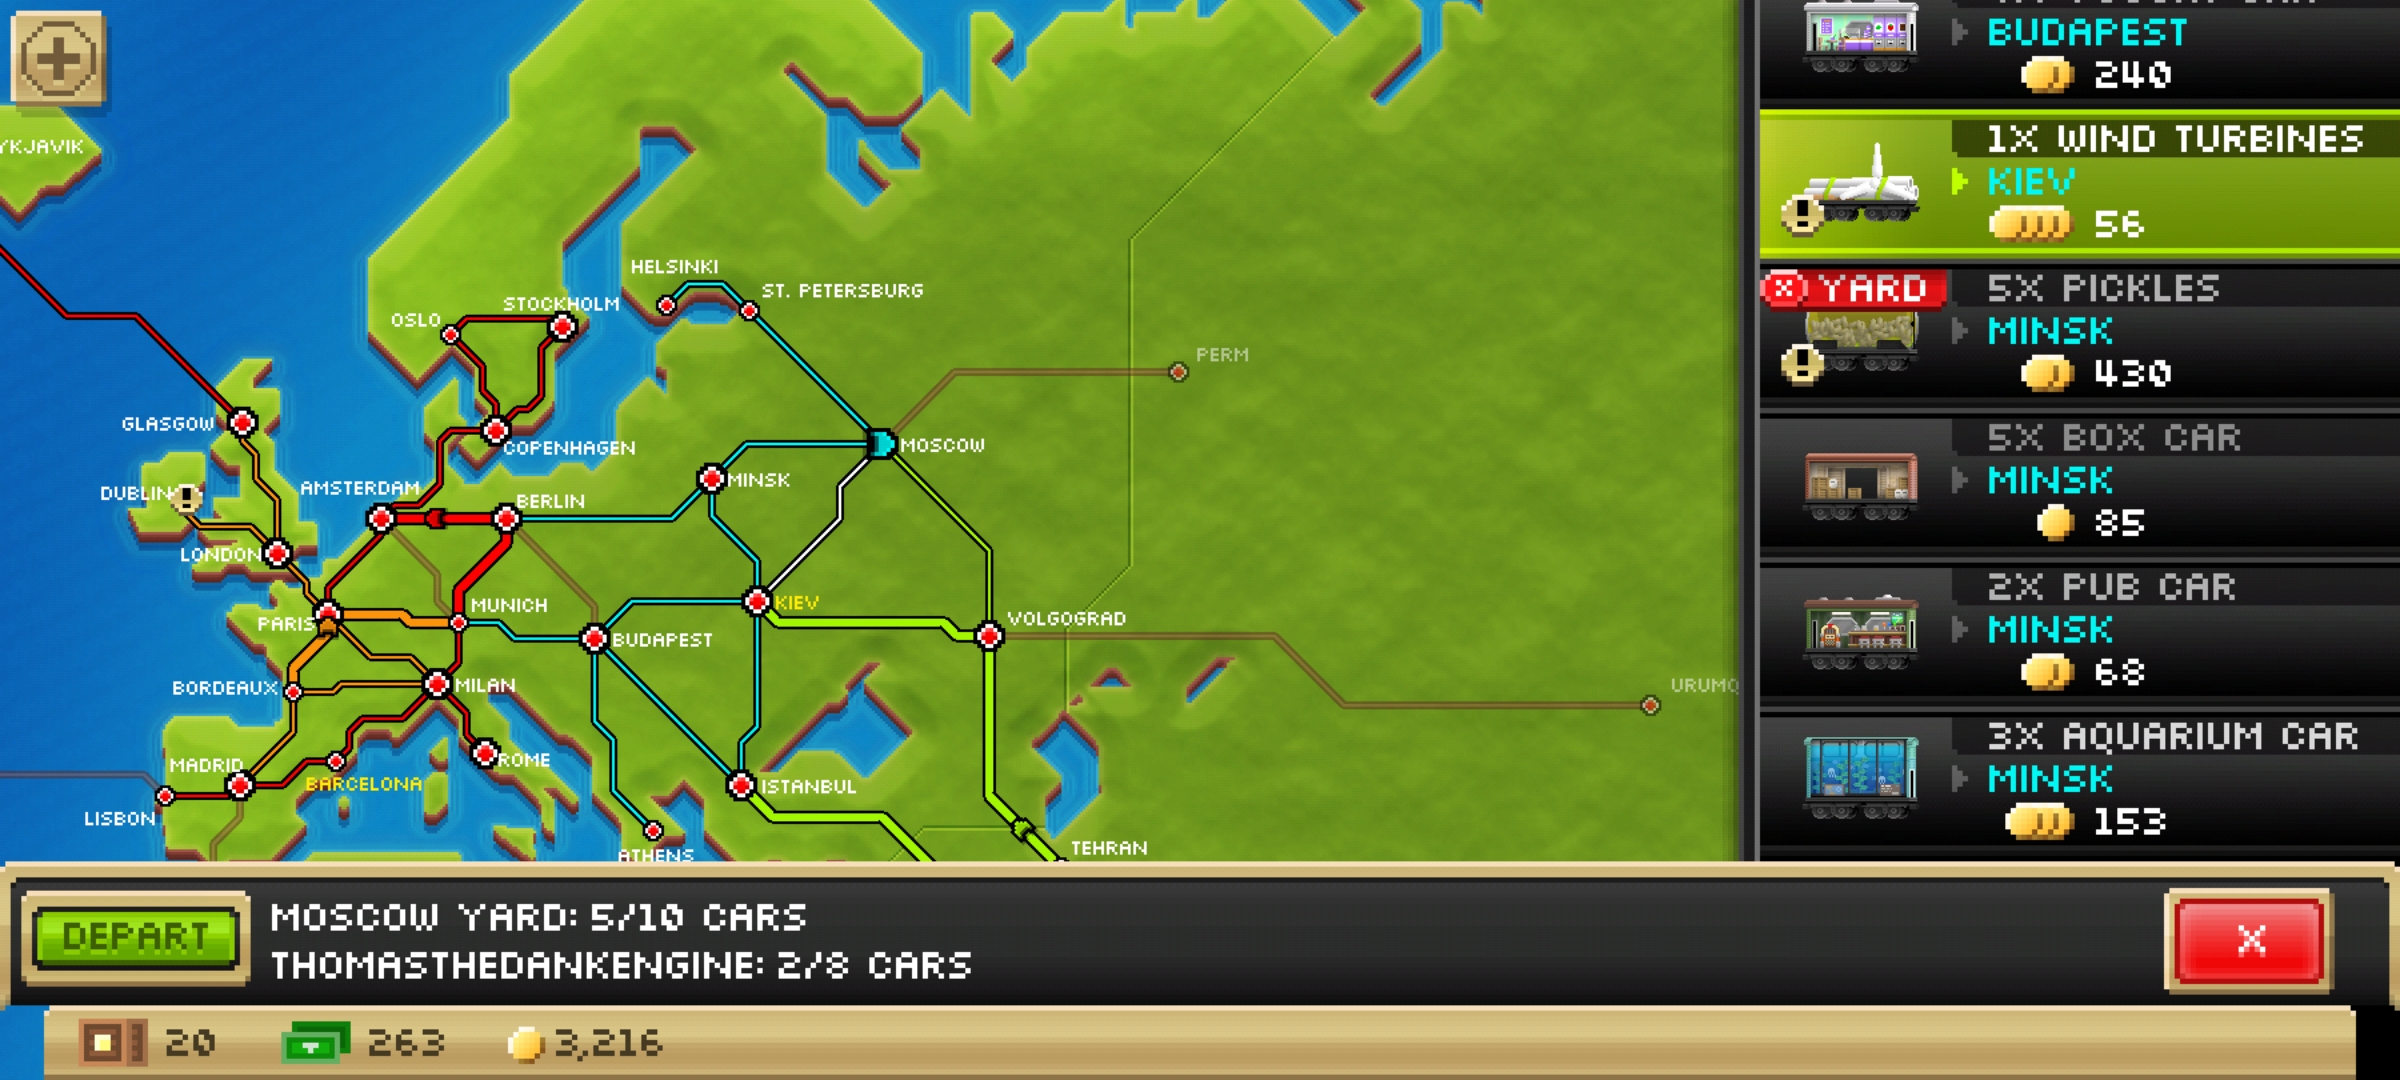 BUDAPEST
240
YKJAVIK
1X WIND TURBINES
KIEV
56
HELSINKI
ST. PETERSBURG
STOCKHOLM
OSLO
YARD
5X PICKLES
MINSK
430
PERM
GLASGOW
COPENHAGEN
MOSCOW
5X BOX CAR
MINSK
85
MINSK
AMSTERDAM
DUBLIN
BERLIN
LONDON
2X PUB CAR
MINSK
68
MUNICH
KIEV
PARIS
BUDAPEST
VOLGOGRAD
BORDEAUX
MILAN
URUMQ
3X AQUARIUM CAR
MINSK
153
MADRID
ROME
BARCELONA
ISTANBUL
LISBON
TEHRAN
ATHENS
DEPART
MOSCOW YARD: 5/10 CARS
THOMASTHEDANKENGINE: 2/8 CARS
X
20
263
3,216